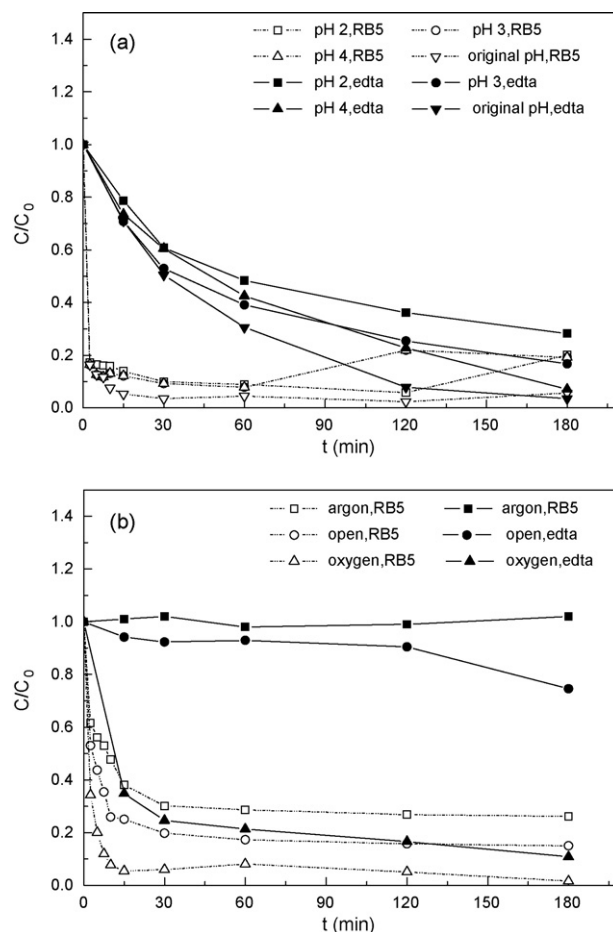 (a)
pH 2,RB5 pH 3,RB5
pH 4,RB5 original pH,RB5
pH 2,edta pH 3,edta
pH 4,edta original pH,edta
1.4
1.2
1.0
0.8
0.6
0.4
0.2
0.0
C/C0
0 30 60 90 120 150 180
t (min)
(b)
argon,RB5 argon,edta
open,RB5 open,edta
oxygen,RB5 oxygen,edta
1.4
1.2
1.0
0.8
0.6
0.4
0.2
0.0
C/C0
0 30 60 90 120 150 180
t (min)